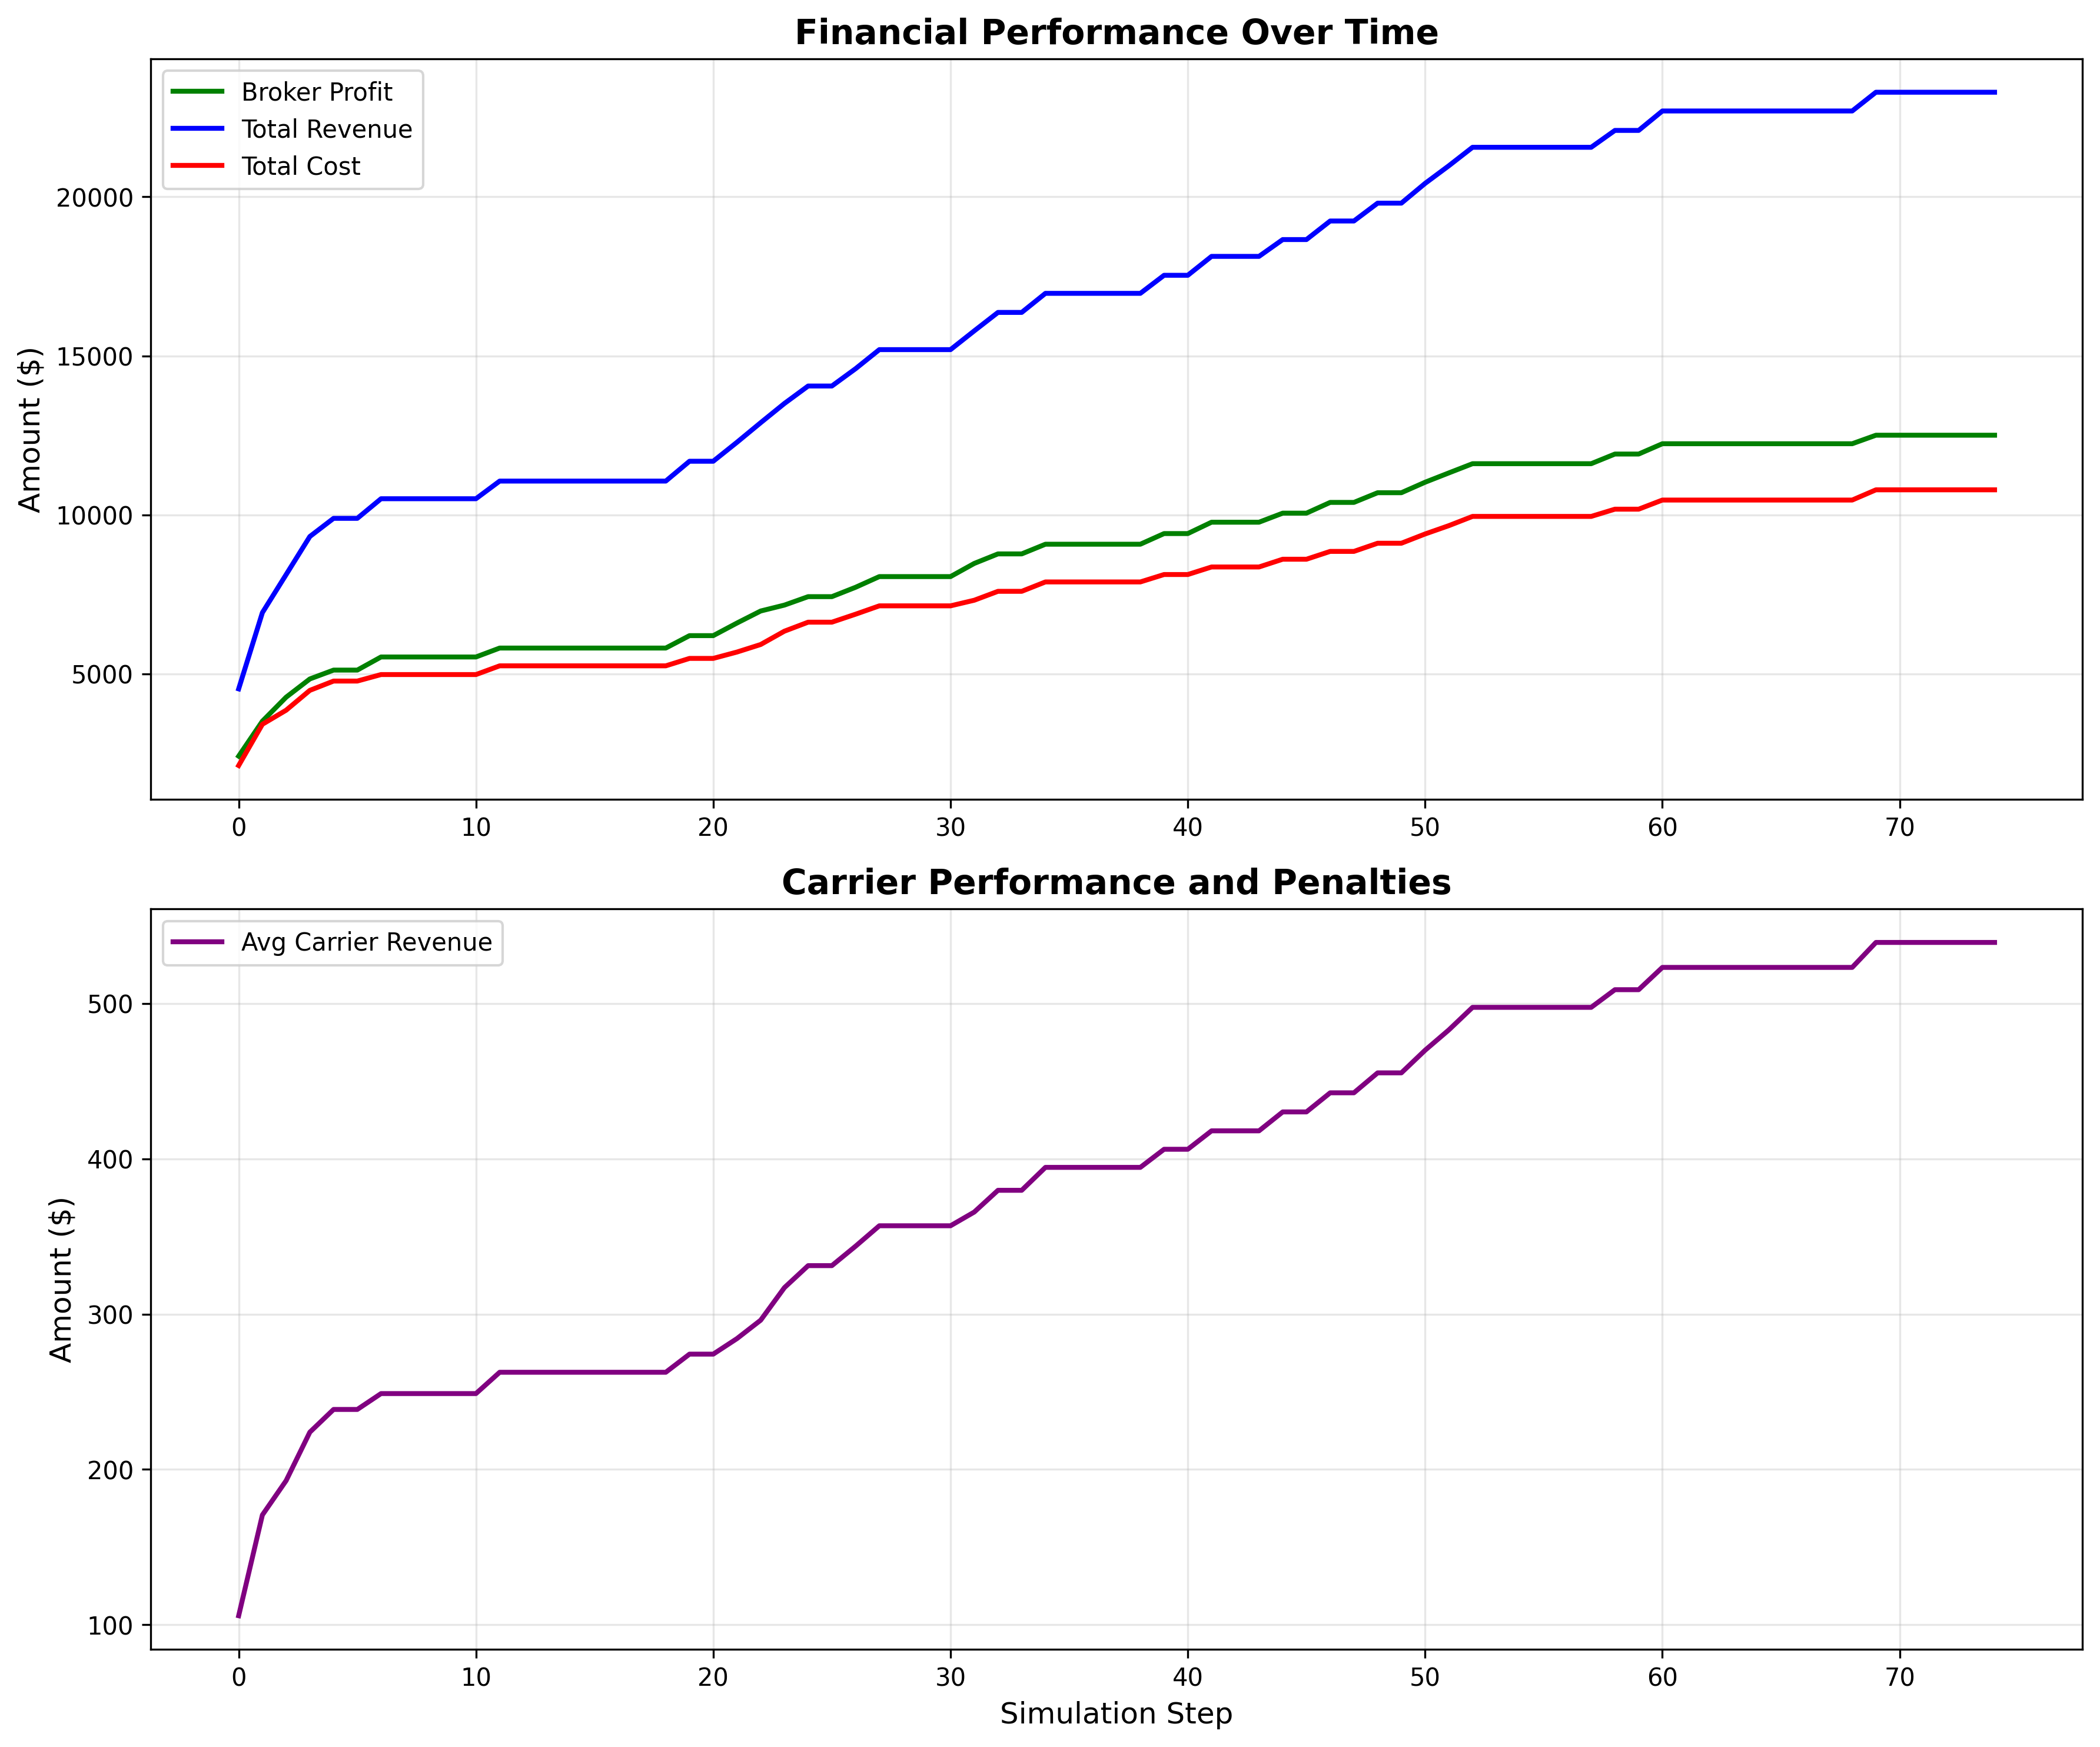 Financial Performance Over Time
Broker Profit
Total Revenue
Total Cost
Amount ($)
20000
15000
10000
5000
0 10 20 30 40 50 60 70
Carrier Performance and Penalties
Avg Carrier Revenue
Amount ($)
500
400
300
200
100
0 10 20 30 40 50 60 70
Simulation Step